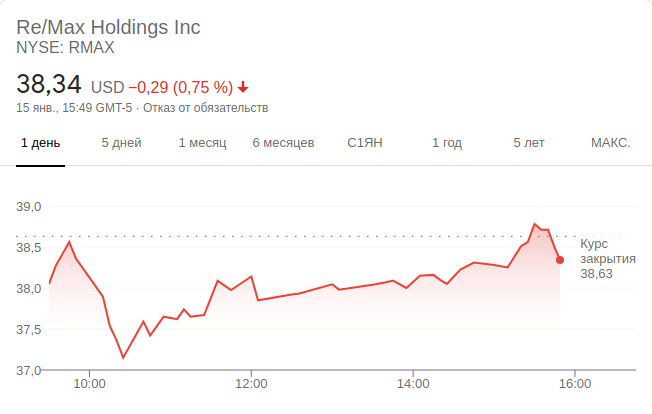 Re/Max Holdings Inc
NYSE: RMAX
38,34 USD −0,29 (0,75 %)
15 янв., 15:49 GMT-5 · Отказ от обязательств
1 день 5 дней 1 месяц 6 месяцев С1ЯН 1 год 5 лет МАКС.
39,0
38,5
38,0
37,5
37,0
Курс
закрытия
38,63
10:00 12:00 14:00 16:00